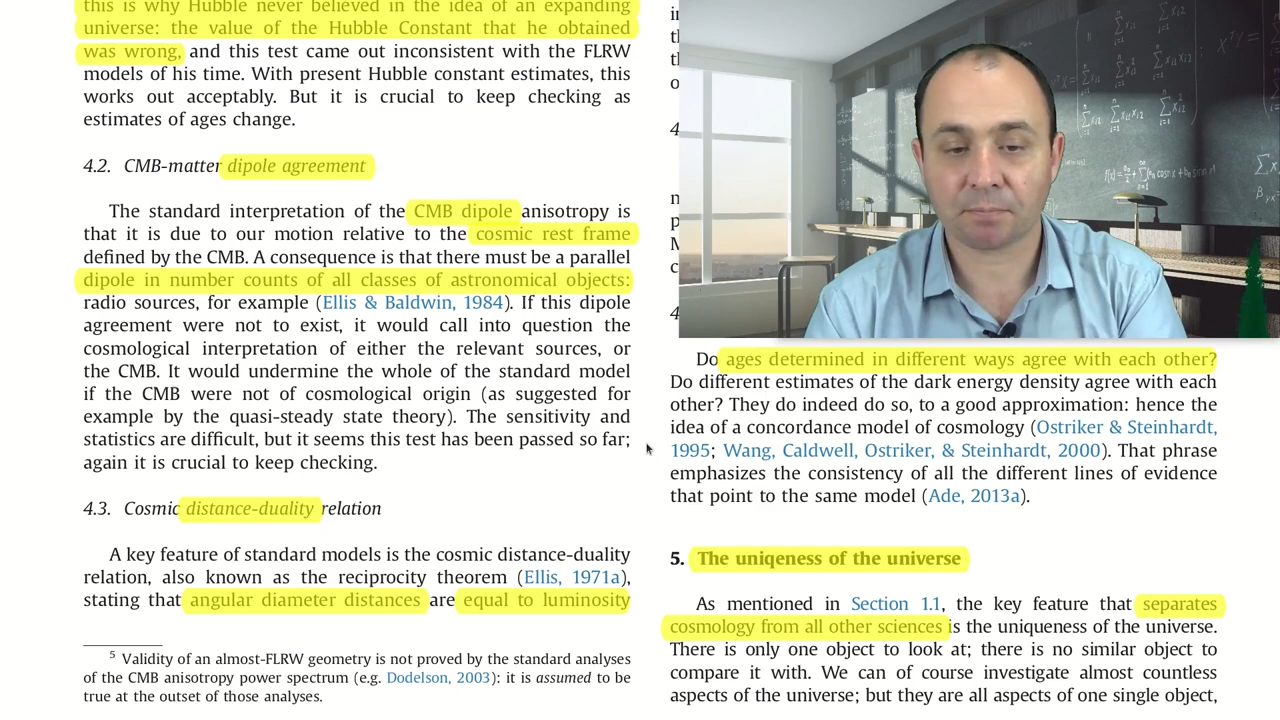 this is why Hubble never believed in the idea of an expanding
universe: the value of the Hubble Constant that he obtained
was wrong, and this test came out inconsistent with the FLRW
models of his time. With present Hubble constant estimates, this
works out acceptably. But it is crucial to keep checking as
estimates of ages change.
4.2. CMB-matter dipole agreement
The standard interpretation of the CMB dipole anisotropy is
that it is due to our motion relative to the cosmic rest frame
defined by the CMB. A consequence is that there must be a parallel
dipole in number counts of all classes of astronomical objects:
radio sources, for example (Ellis & Baldwin, 1984). If this dipole
agreement were not to exist, it would call into question the
cosmological interpretation of either the relevant sources, or
the CMB. It would undermine the whole of the standard model
if the CMB were not of cosmological origin (as suggested for
example by the quasi-steady state theory). The sensitivity and
statistics are difficult, but it seems this test has been passed so far;
again it is crucial to keep checking.
4.3. Cosmic distance-duality relation
A key feature of standard models is the cosmic distance-duality
relation, also known as the reciprocity theorem (Ellis, 1971a),
stating that angular diameter distances are equal to luminosity
5 Validity of an almost-FLRW geometry is not proved by the standard analyses
of the CMB anisotropy power spectrum (e.g. Dodelson, 2003): it is assumed to be
true at the outset of those analyses.
Do ages determined in different ways agree with each other?
Do different estimates of the dark energy density agree with each
other? They do indeed do so, to a good approximation: hence the
idea of a concordance model of cosmology (Ostriker & Steinhardt,
1995; Wang, Caldwell, Ostriker, & Steinhardt, 2000). That phrase
emphasizes the consistency of all the different lines of evidence
that point to the same model (Ade, 2013a).
5. The uniqeness of the universe
As mentioned in Section 1.1, the key feature that separates
cosmology from all other sciences is the uniqueness of the universe.
There is only one object to look at; there is no similar object to
compare it with. We can of course investigate almost countless
aspects of the universe; but they are all aspects of one single object,